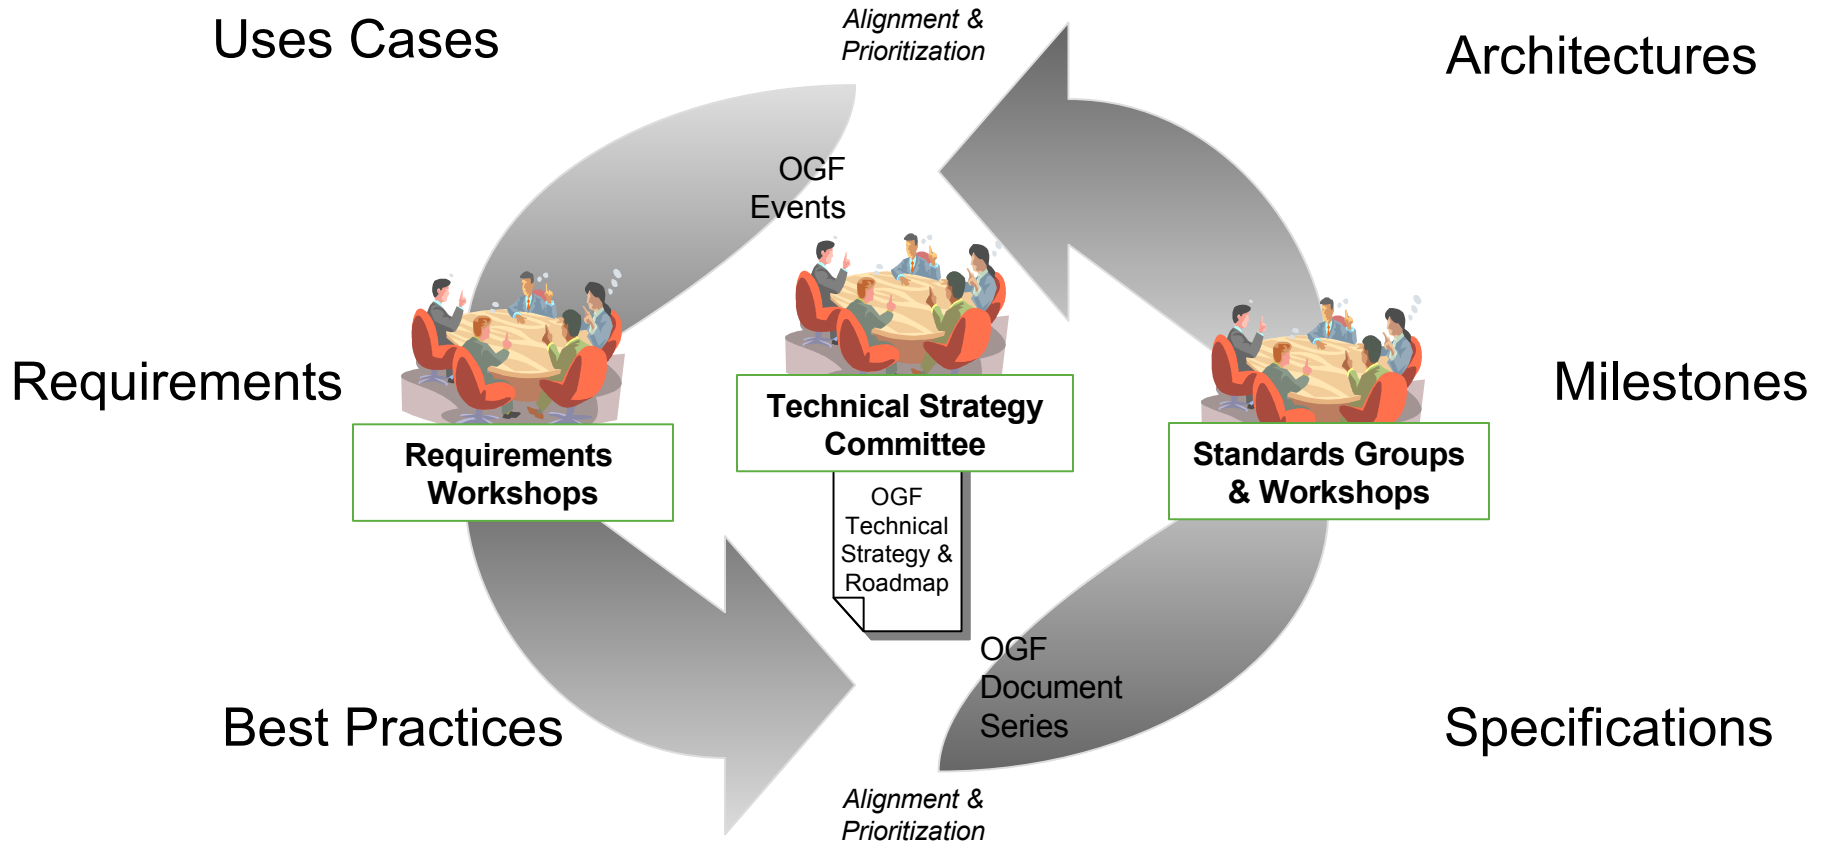 Alignment &
Prioritization
Uses Cases
Architectures
OGF
Events
Requirements
Milestones
Technical Strategy
Committee
Requirements
Workshops
Standards Groups
& Workshops
OGF
Technical
Strategy &
Roadmap
OGF
Document
Series
Best Practices
Specifications
Alignment &
Prioritization